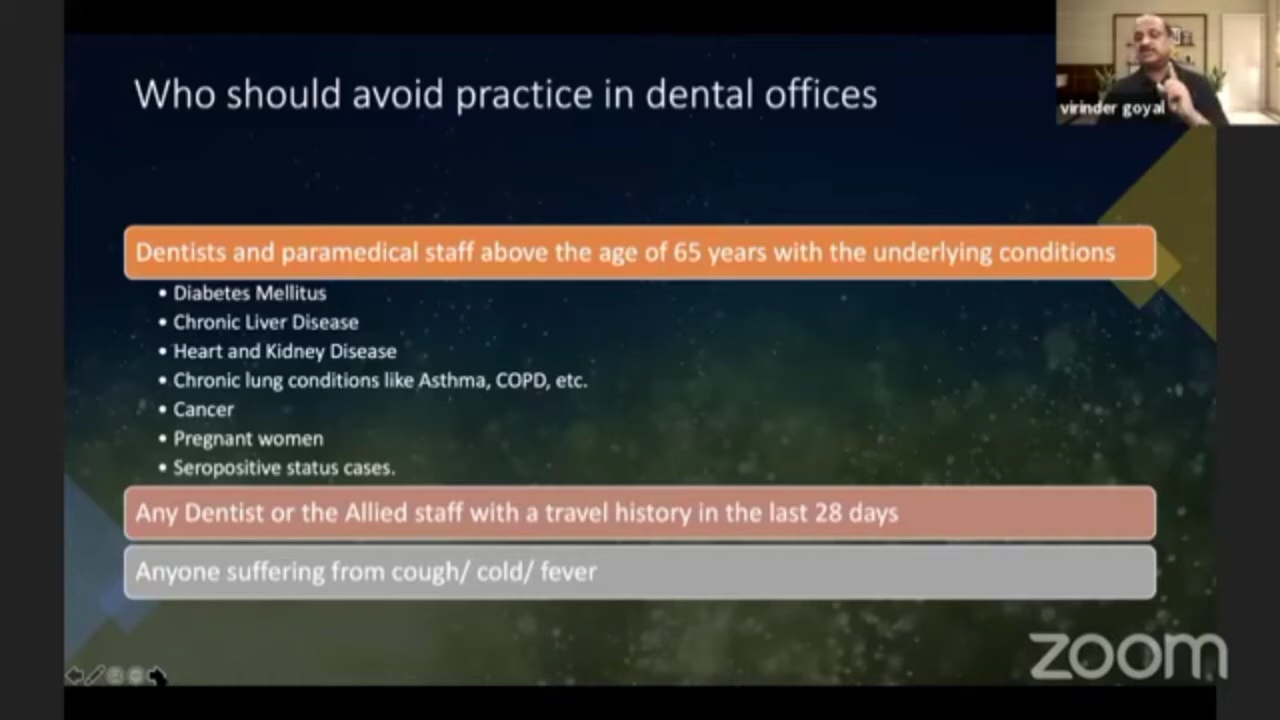 Who should avoid practice in dental offices
virinder goyal
Dentists and paramedical staff above the age of 65 years with the underlying conditions
• Diabetes Mellitus
• Chronic Liver Disease
• Heart and Kidney Disease
• Chronic lung conditions like Asthma, COPD, etc.
• Cancer
• Pregnant women
• Seropositive status cases.
Any Dentist or the Allied staff with a travel history in the last 28 days
Anyone suffering from cough/ cold/ fever
zoom